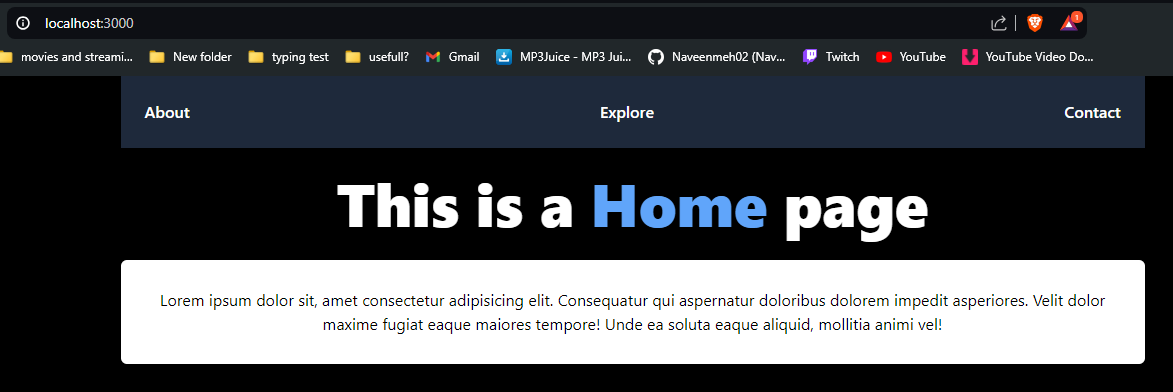 localhost:3000
movies and streami... New folder typing test usefull? Gmail MP3Juice - MP3 Jui... Naveenmeh02 (Nav... Twitch YouTube YouTube Video Do...
About Explore Contact
This is a Home page
Lorem ipsum dolor sit, amet consectetur adipisicing elit. Consequatur qui aspernatur doloribus dolorem impedit asperiores. Velit dolor
maxime fugiat eaque maiores tempore! Unde ea soluta eaque aliquid, mollitia animi vel!